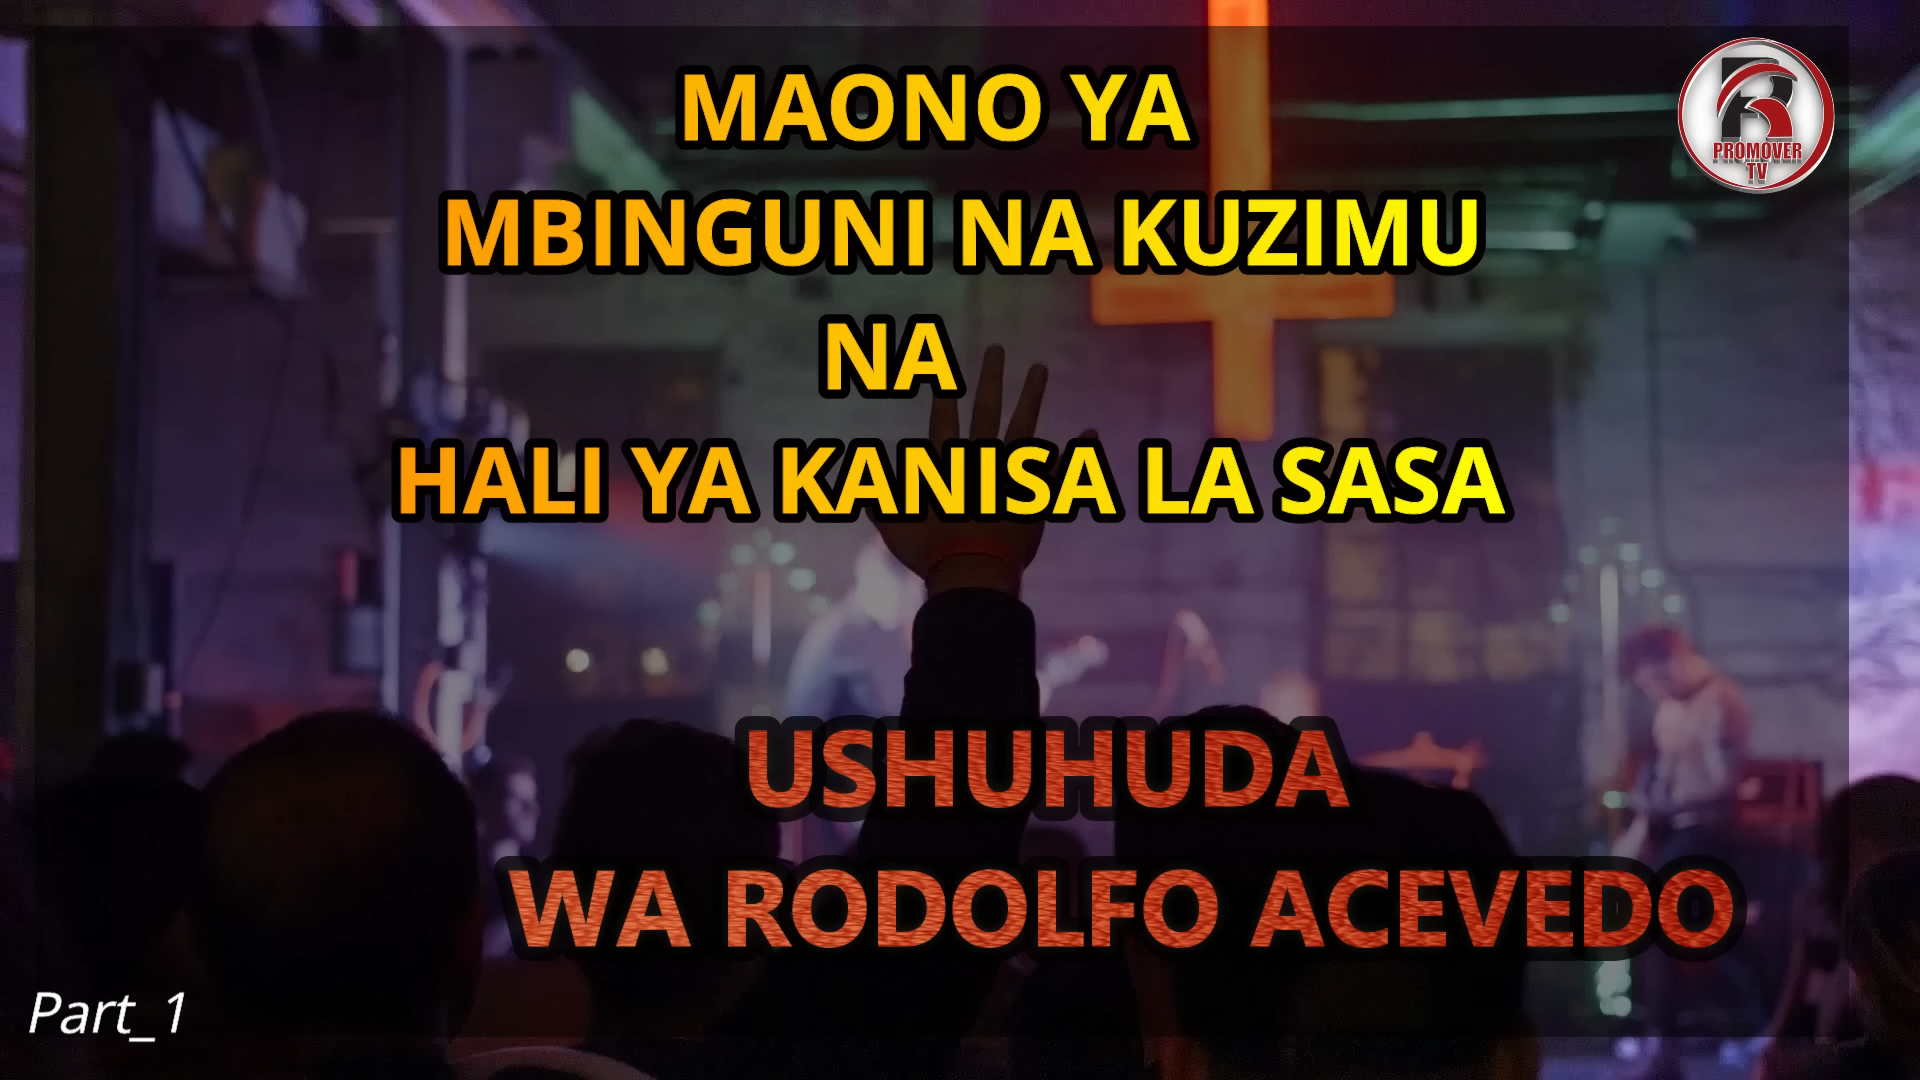 MAONO YA
MBINGUNI NA KUZIMU
NA
HALI YA KANISA LA SASA
USHUHUDA
WA RODOLFO ACEVEDO
Part_1
PROMOVER
TV